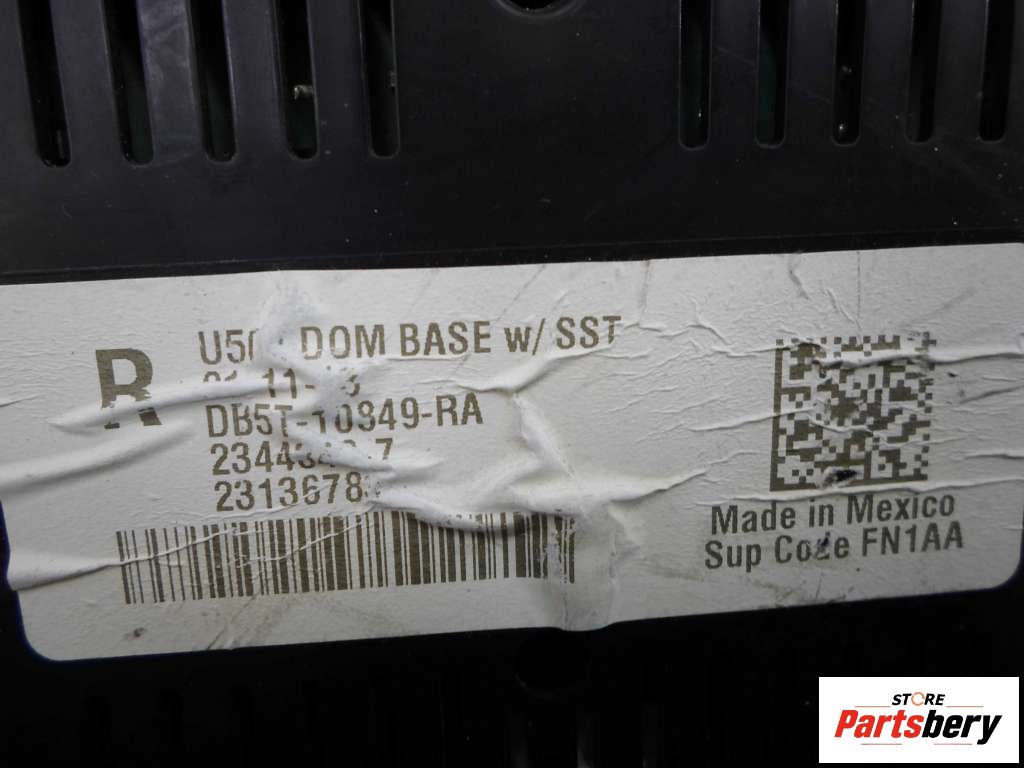 R
DOM BASE w/ SST
DB5T-10849-RA
Made in Mexico
Sup Code FN1AA
STORE
Partsbery